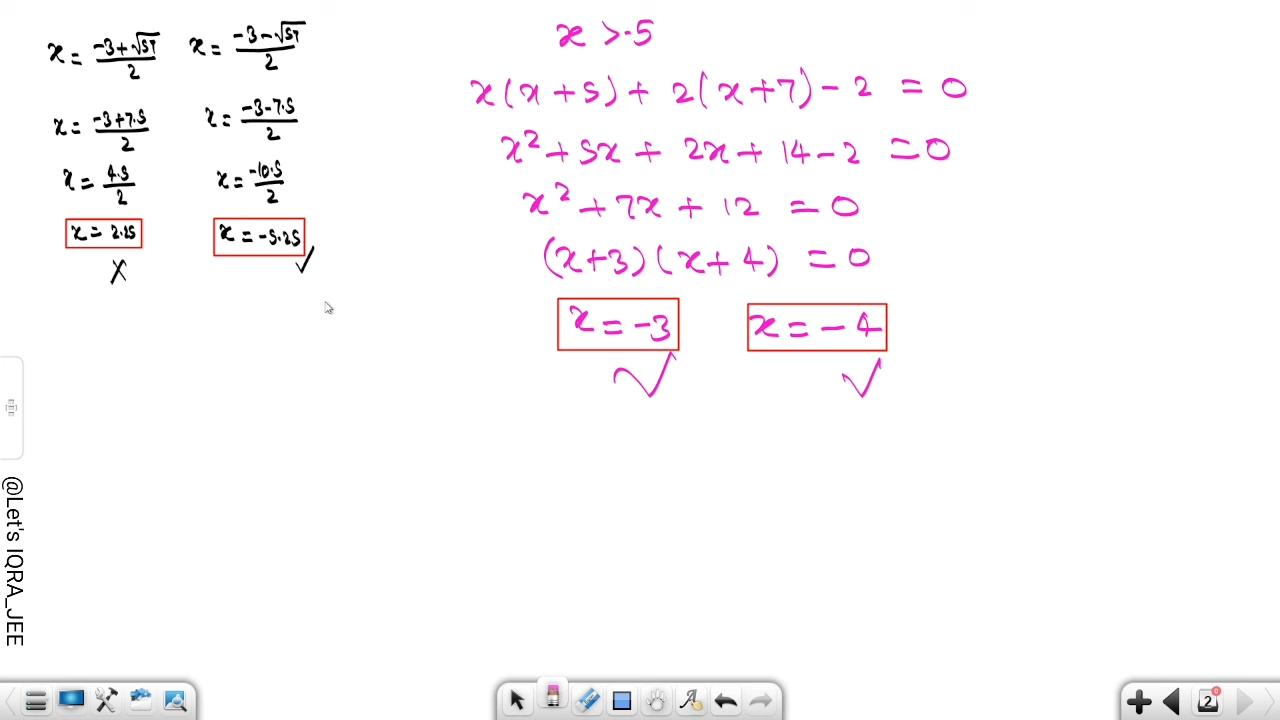 x = (-3+√57)/2
x = (-3+7.5)/2
x = 4.5/2
x = 2.25
x = (-3-√57)/2
x = (-3-7.5)/2
x = -10.5/2
x = -5.25
x > -5
x(x+5) + 2(x+7) - 2 = 0
x² + 5x + 2x + 14 - 2 = 0
x² + 7x + 12 = 0
(x+3)(x+4) = 0
x = -3
x = -4
@Let's IQRA_JEE
2